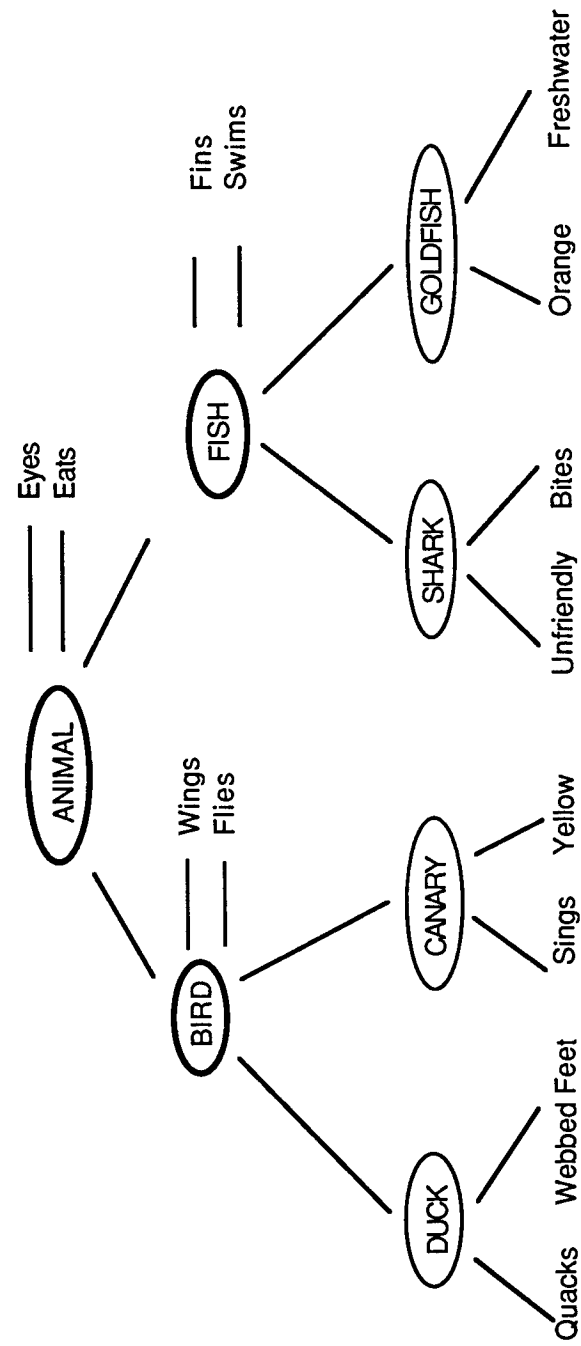 ANIMAL
Eyes
Eats
BIRD
Wings
Flies
FISH
Fins
Swims
DUCK
CANARY
SHARK
GOLDFISH
Quacks
Webbed Feet
Sings
Yellow
Unfriendly
Bites
Orange
Freshwater